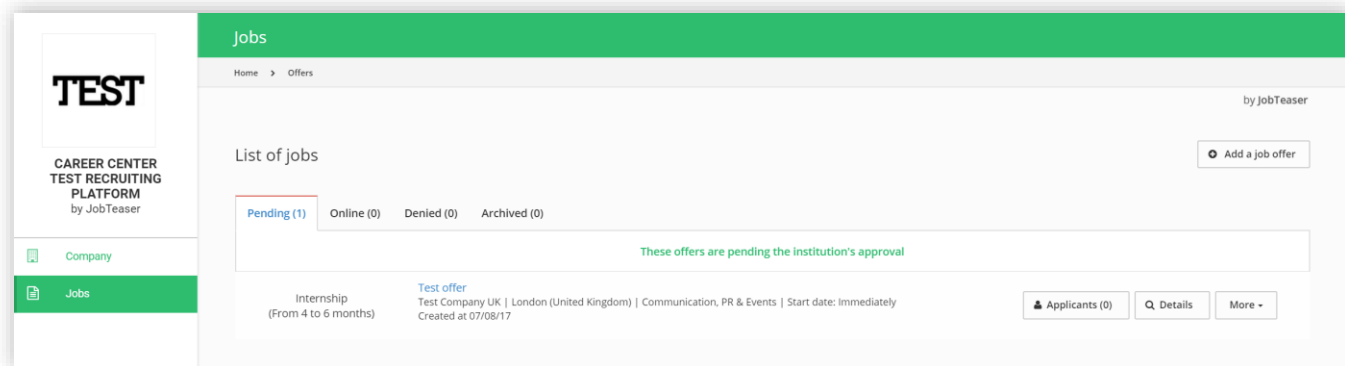 TEST
CAREER CENTER
TEST RECRUITING
PLATFORM
by JobTeaser
Company
Jobs
Jobs
Home > Offers
by JobTeaser
List of jobs
Add a job offer
Pending (1) Online (0) Denied (0) Archived (0)
These offers are pending the institution's approval
Internship
(From 4 to 6 months)
Test offer
Test Company UK | London (United Kingdom) | Communication, PR & Events | Start date: Immediately
Created at 07/08/17
Applicants (0) Details More